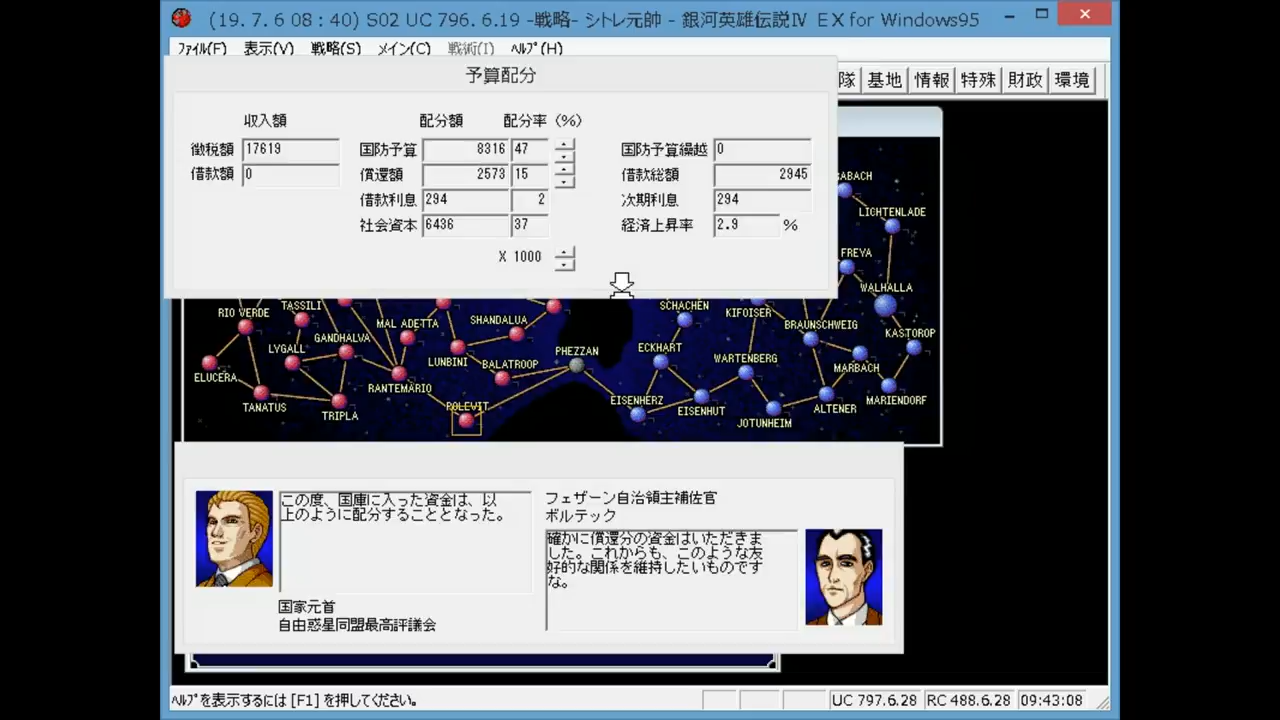 (19. 7. 6 08 : 40) S02 UC 796. 6.19 -戦略- シトレ元帥 - 銀河英雄伝説Ⅳ EX for Windows95
ﾌｧｲﾙ(F) 表示(V) 戦略(S) メイン(C) 戦術(I) ﾍﾙﾌﾟ(H)
隊 基地 情報 特殊 財政 環境
予算配分
収入額 配分額 配分率 (%)
徴税額 17619 国防予算 8316 47 国防予算繰越 0
借款額 0 償還額 2573 15 借款総額 2945
借款利息 294 2 次期利息 294
社会資本 6436 37 経済上昇率 2.9 %
X 1000
RABACH
LICHTENLADE
FREYA
WALHALLA
RIO VERDE TASSILI SHANDALUA SCHACHEN KIFOISER
MAL ADETTA BRAUNSCHWEIG KASTOROP
LYGALL GANDHALVA LUNBINI BALATROOP PHEZZAN ECKHART WARTENBERG MARBACH
ELUCERA RANTEMARIO EISENHERZ EISENHUT ALTENER MARIENDORF
TANATUS TRIPLA POLEVIT JOTUNHEIM
この度、国庫に入った資金は、以
上のように配分することとなった。
国家元首
自由惑星同盟最高評議会
フェザーン自治領主補佐官
ボルテック
確かに償還分の資金はいただきま
した。これからも、このような友
好的な関係を維持したいものです
な。
ﾍﾙﾌﾟを表示するには [F1] を押してください。 UC 797.6.28 RC 488.6.28 09:43:08